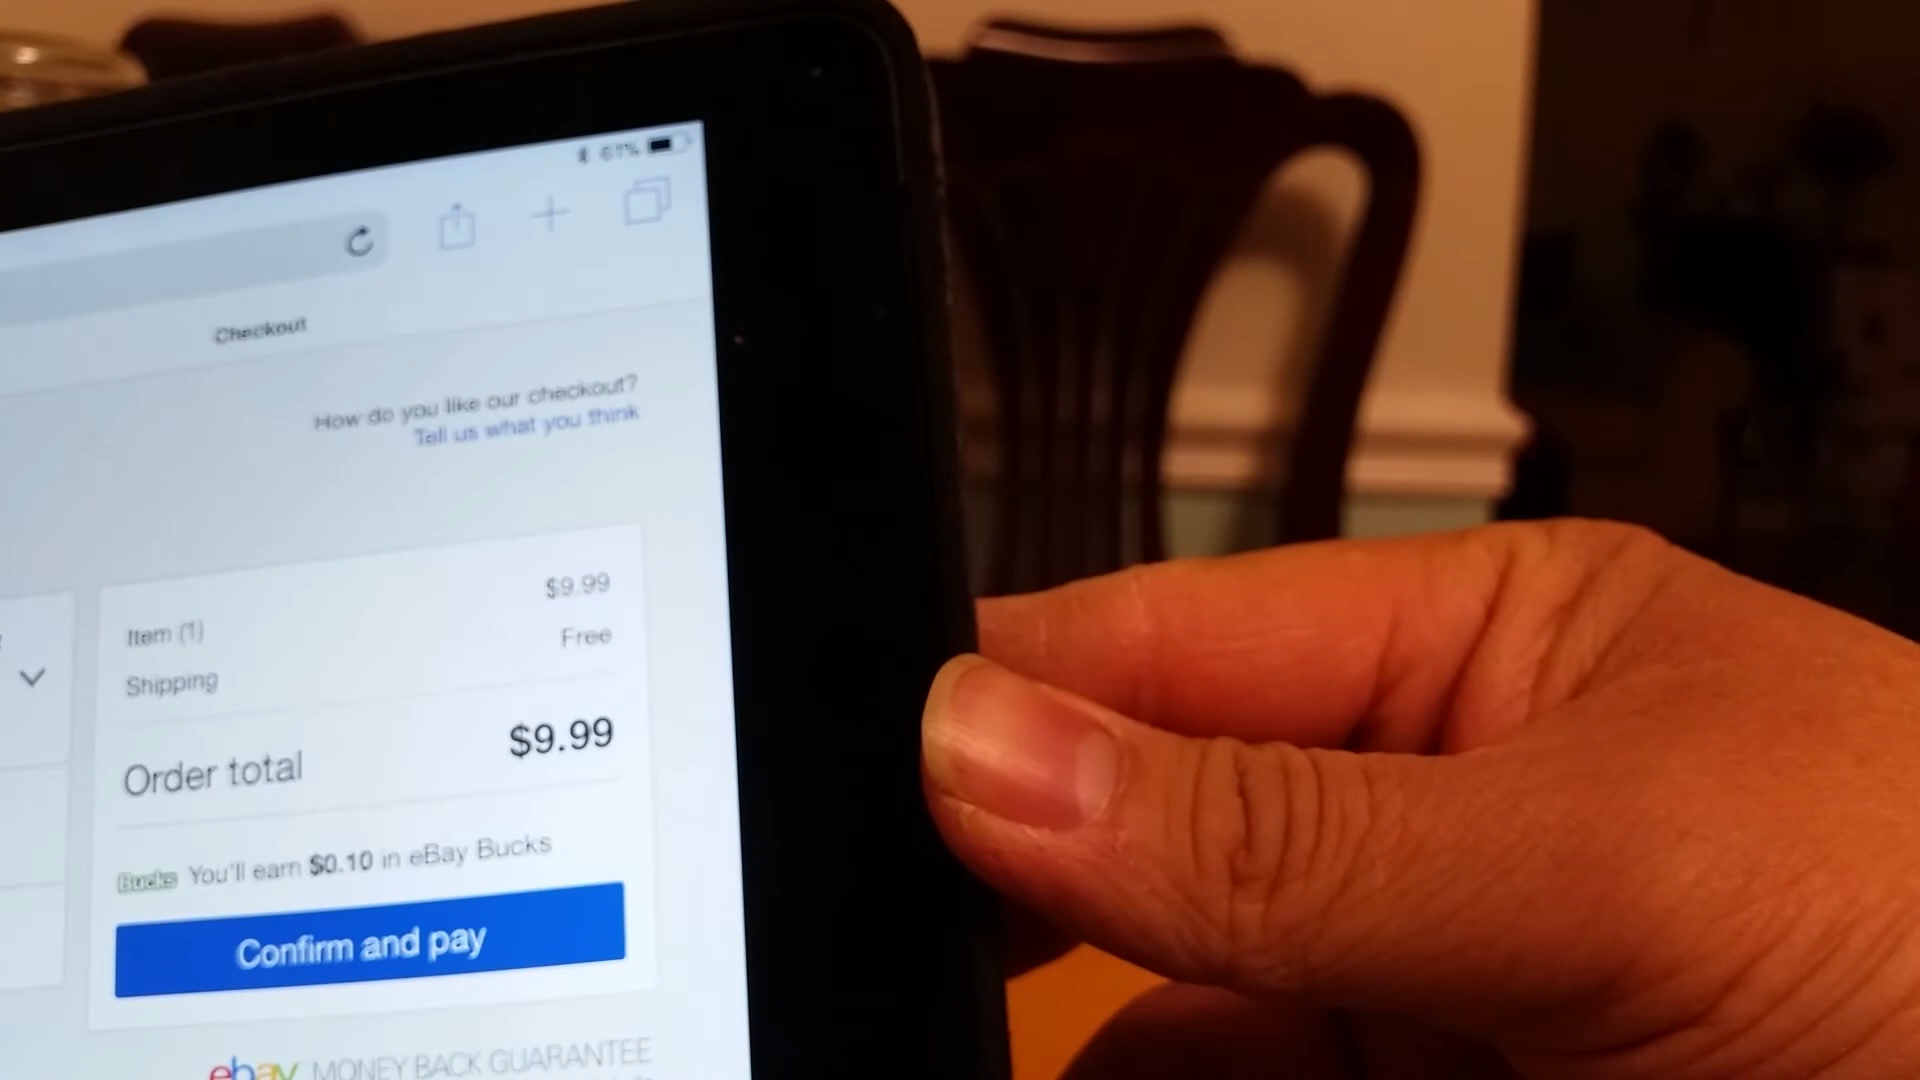 61%
Checkout
How do you like our checkout?
Tell us what you think
Item (1) $9.99
Shipping Free
Order total $9.99
Bucks You'll earn $0.10 in eBay Bucks
Confirm and pay
ebay MONEY BACK GUARANTEE